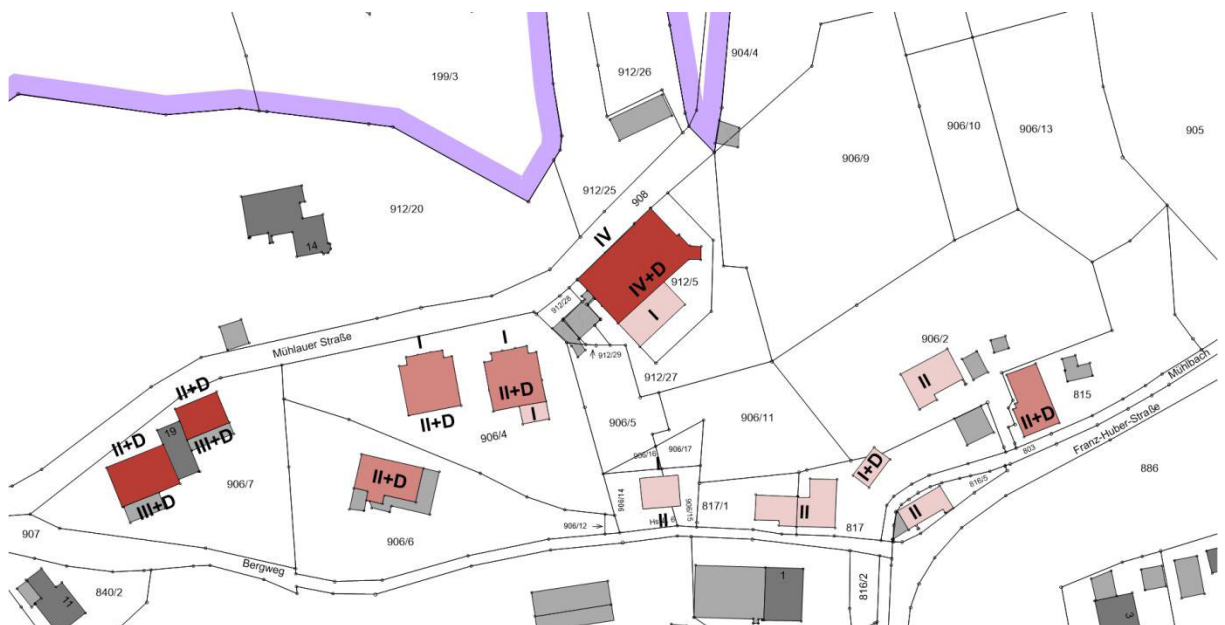 199/3
912/26
904/4
906/10
906/13
905
906/9
14
912/20
912/25
908
IV
IV+D
912/5
I
912/28
912/29
912/27
Mühlauer Straße
I
I
II+D
II+D
I
906/4
II+D
III+D
19
II+D
III+D
906/7
II+D
906/6
906/5
906/11
906/16
906/17
I
906/14
906/15
906/12
II
817/1
II
817
906/2
II
II+D
815
Mühlbach
Franz-Huber-Straße
803
I+D
816/5
II
886
907
Bergweg
840/2
11
1
816/2
3